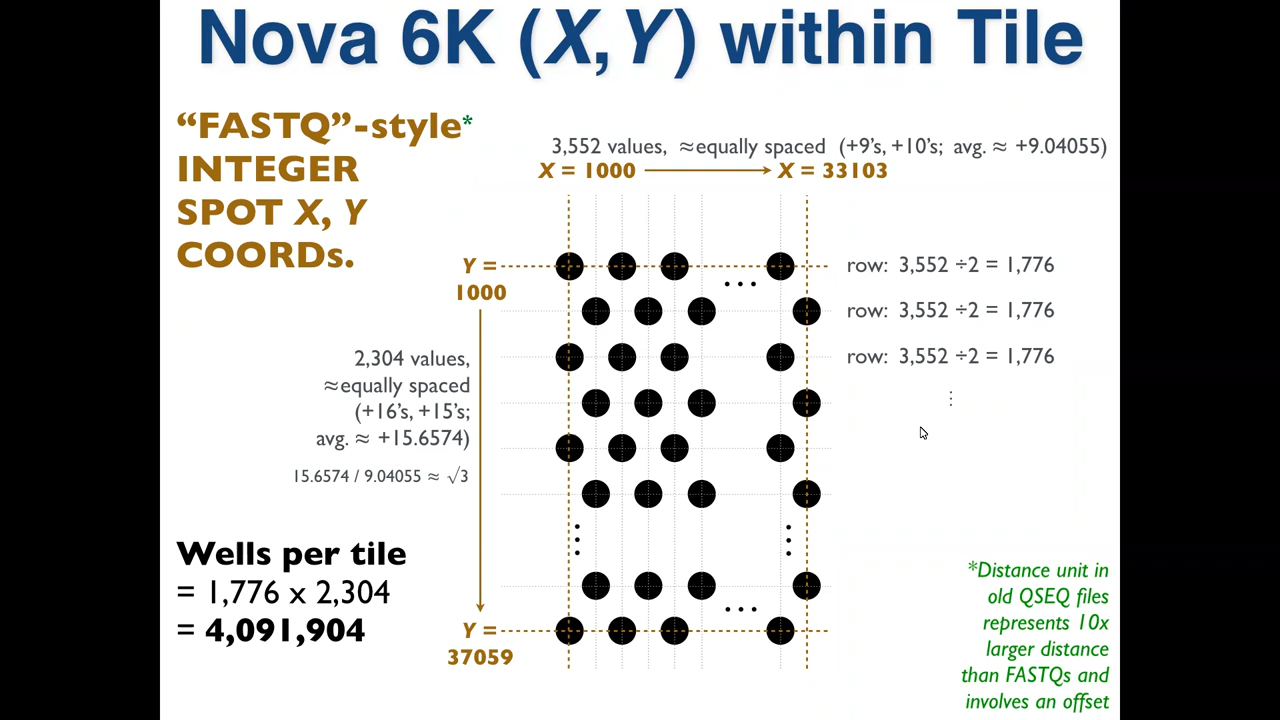 Nova 6K (X,Y) within Tile
“FASTQ”-style*
INTEGER
SPOT X, Y
COORDs.
3,552 values, ≈equally spaced (+9’s, +10’s; avg. ≈ +9.04055)
X = 1000
X = 33103
Y =
1000
row: 3,552 ÷2 = 1,776
row: 3,552 ÷2 = 1,776
row: 3,552 ÷2 = 1,776
2,304 values,
≈equally spaced
(+16’s, +15’s;
avg. ≈ +15.6574)
15.6574 / 9.04055 ≈ √3
Wells per tile
= 1,776 x 2,304
= 4,091,904
Y =
37059
*Distance unit in
old QSEQ files
represents 10x
larger distance
than FASTQs and
involves an offset